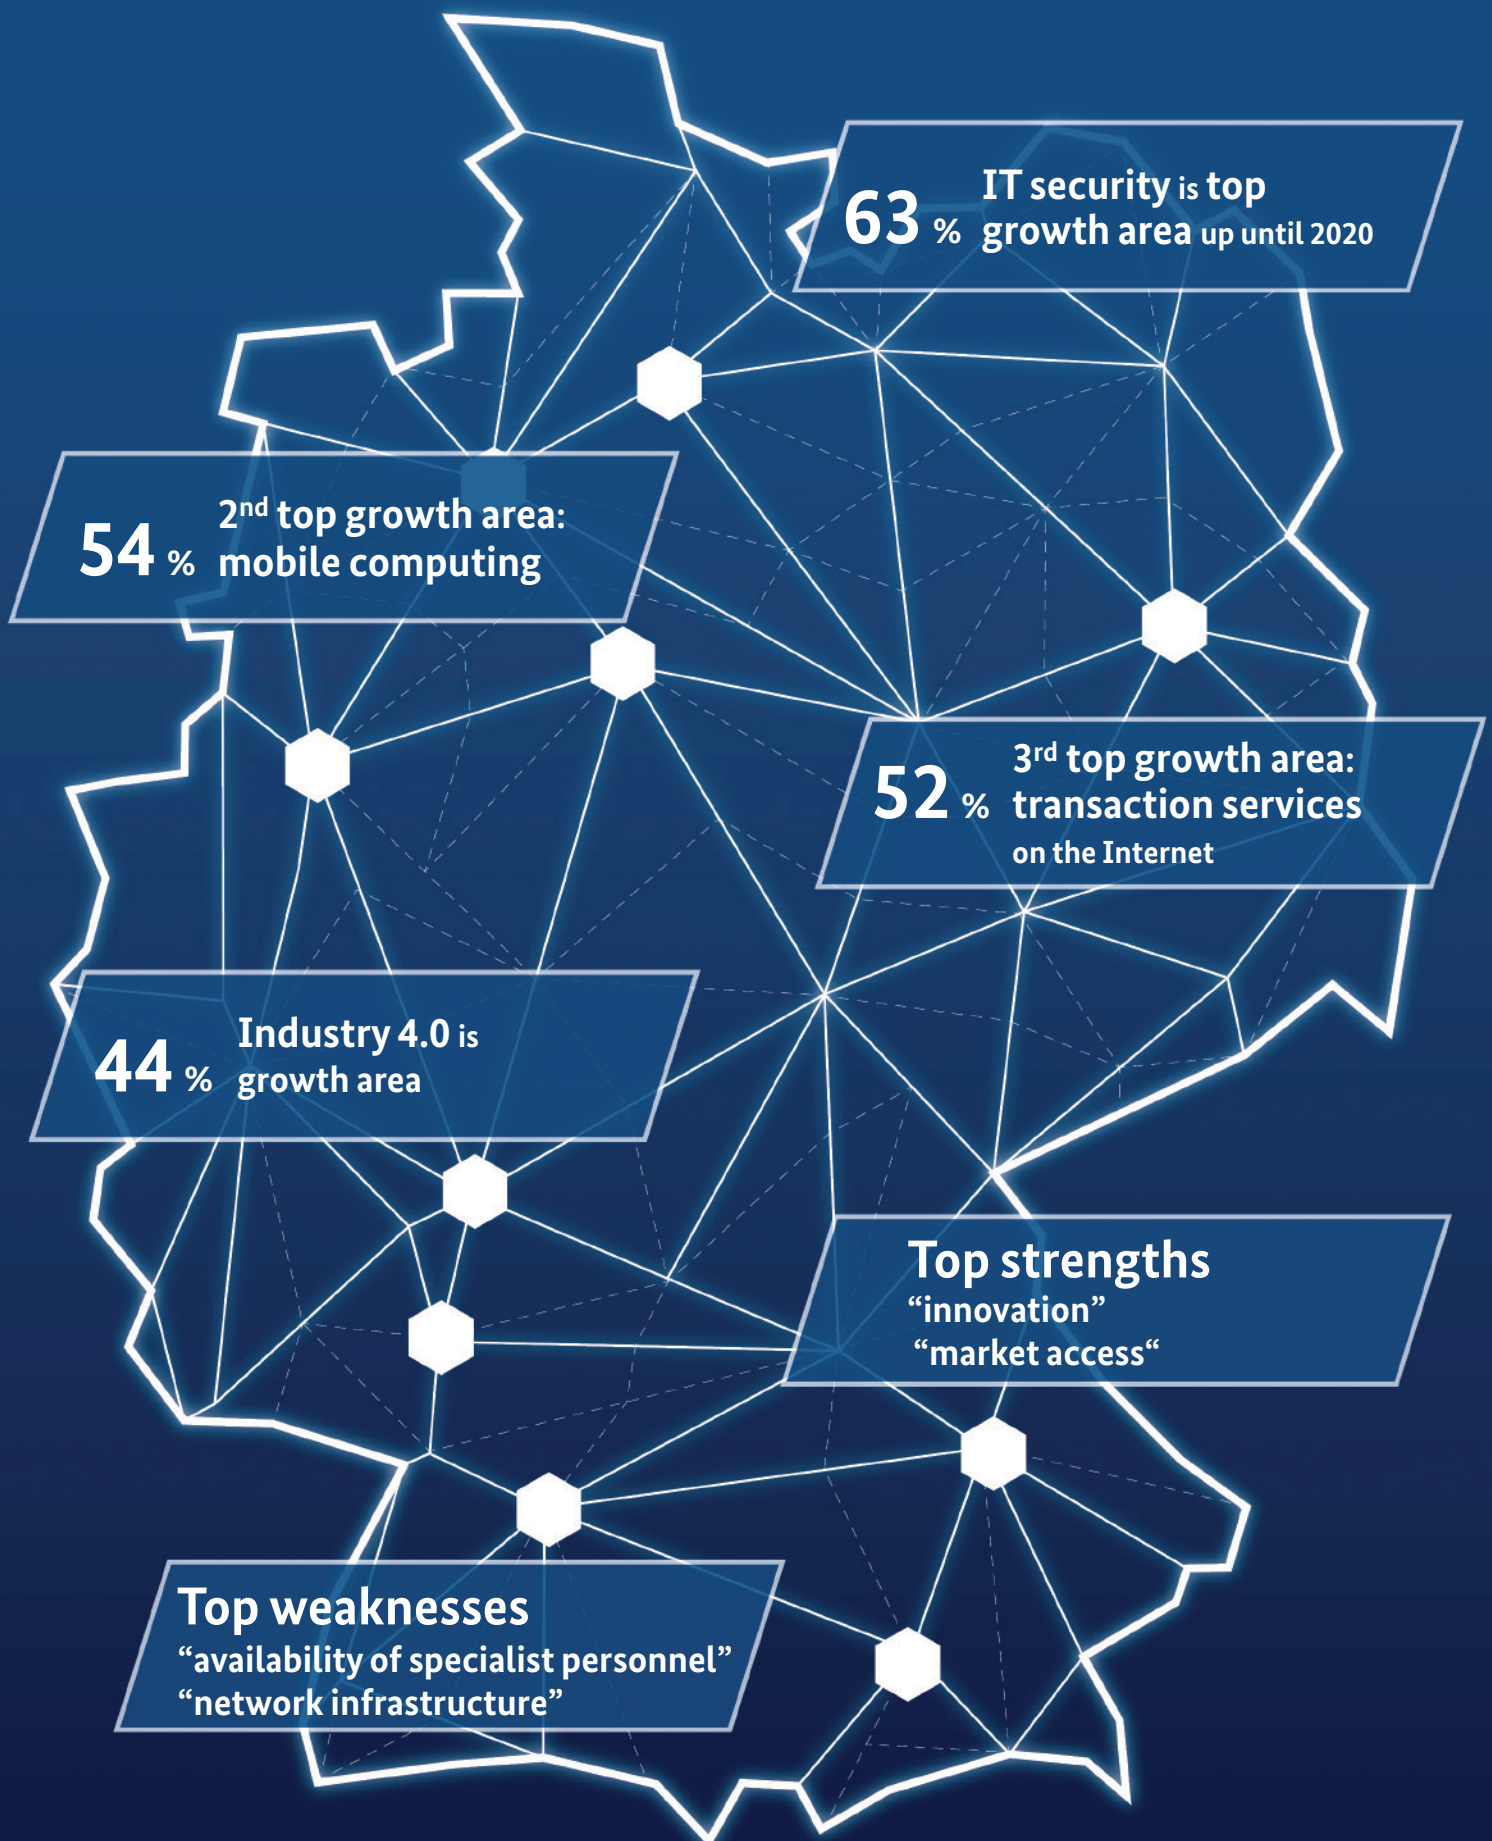 63 % IT security is top
growth area up until 2020
54 % 2nd top growth area:
mobile computing
52 % 3rd top growth area:
transaction services
on the Internet
44 % Industry 4.0 is
growth area
Top strengths
“innovation”
“market access“
Top weaknesses
“availability of specialist personnel”
“network infrastructure”